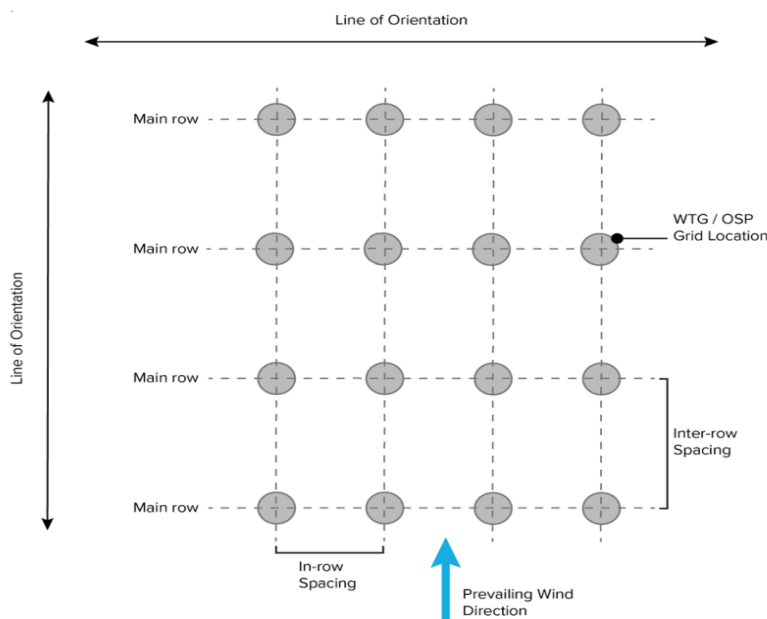 Line of Orientation
Main row
WTG / OSP
Grid Location
Main row
Line of Orientation
Main row
Inter-row
Spacing
Main row
In-row
Spacing
Prevailing Wind
Direction